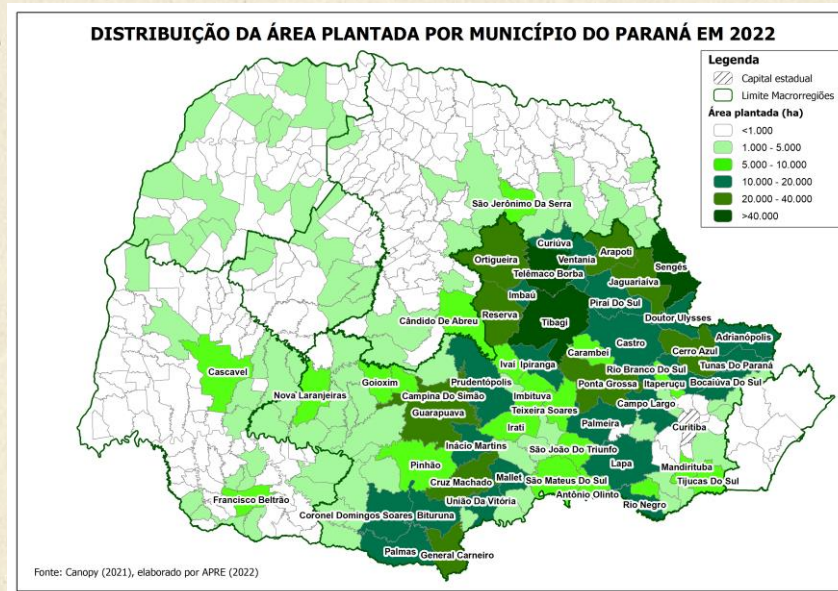 DISTRIBUIÇÃO DA ÁREA PLANTADA POR MUNICÍPIO DO PARANÁ EM 2022
Legenda
Capital estadual
Limite Macrorregiões
Área plantada (ha)
<1.000
1.000 - 5.000
5.000 - 10.000
10.000 - 20.000
20.000 - 40.000
>40.000
São Jerônimo Da Serra
Curiúva
Ortigueira
Ventania
Arapoti
Telêmaco Borba
Sengés
Jaguariaíva
Imbaú
Piraí Do Sul
Reserva
Tibagi
Doutor Ulysses
Cândido De Abreu
Castro
Adrianópolis
Carambeí
Cerro Azul
Cascavel
Ivaí
Ipiranga
Rio Branco Do Sul
Tunas Do Paraná
Goioxim
Prudentópolis
Ponta Grossa
Itaperuçu
Bocaiúva Do Sul
Nova Laranjeiras
Campina Do Simão
Imbituva
Campo Largo
Guarapuava
Teixeira Soares
Palmeira
Curitiba
Irati
Inácio Martins
São João Do Triunfo
Pinhão
Lapa
Mandirituba
Mallet
São Mateus Do Sul
Tijucas Do Sul
Cruz Machado
Antônio Olinto
Francisco Beltrão
União Da Vitória
Rio Negro
Coronel Domingos Soares
Bituruna
Palmas
General Carneiro
Fonte: Canopy (2021), elaborado por APRE (2022)